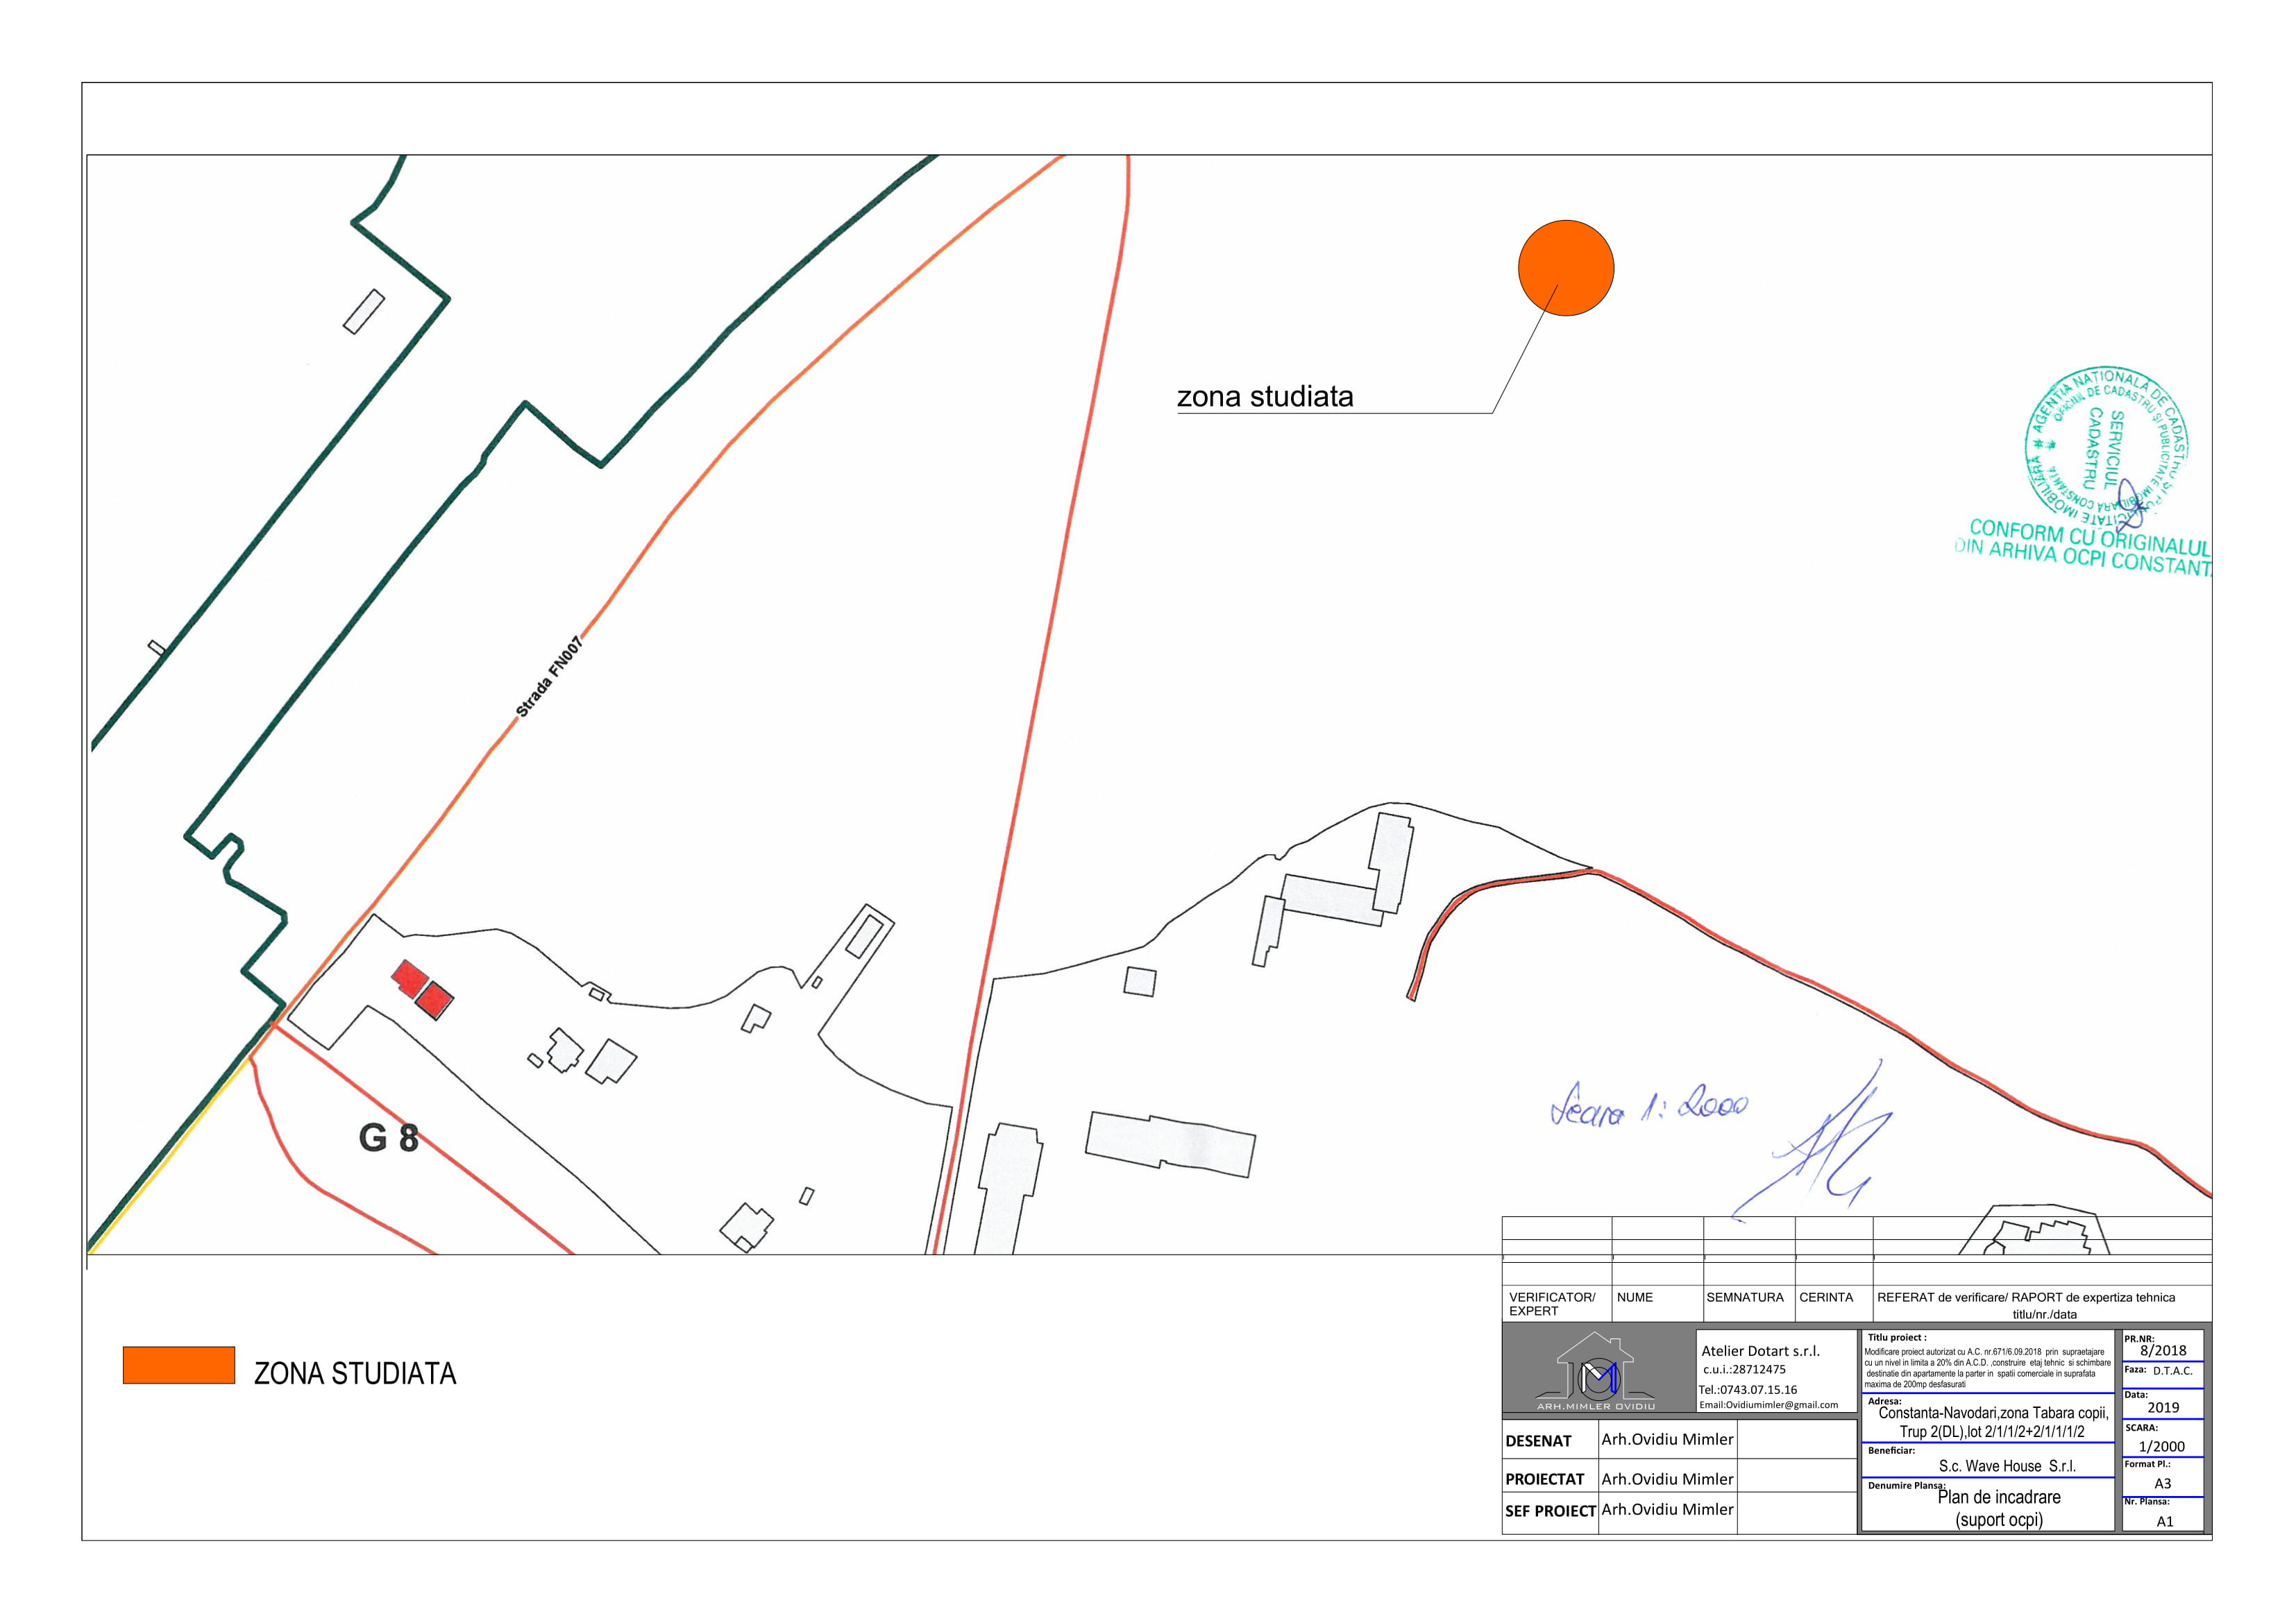 zona studiata
AGENTIA NATIONALA DE CADASTRU SI PUBLICITATE IMOBILIARA
OFICIUL DE CADASTRU ȘI PUBLICITATE IMOBILIARA CONSTANTA
SERVICIUL
CADASTRU
CONFORM CU ORIGINALUL
DIN ARHIVA OCPI CONSTANT
Strada FN007
G 8
Scara 1: 2000
ZONA STUDIATA
VERIFICATOR/
EXPERT
NUME
SEMNATURA
CERINTA
REFERAT de verificare/ RAPORT de expertiza tehnica
titlu/nr./data
ARH.MIMLER OVIDIU
Atelier Dotart s.r.l.
c.u.i.:28712475
Tel.:0743.07.15.16
Email:Ovidiumimler@gmail.com
Titlu proiect :
Modificare proiect autorizat cu A.C. nr.671/6.09.2018 prin supraetajare
cu un nivel in limita a 20% din A.C.D. ,construire etaj tehnic si schimbare
destinatie din apartamente la parter in spatii comerciale in suprafata
maxima de 200mp desfasurati
Adresa:
Constanta-Navodari,zona Tabara copii,
Trup 2(DL),lot 2/1/1/2+2/1/1/1/2
Beneficiar:
S.c. Wave House S.r.l.
Denumire Plansa:
Plan de incadrare
(suport ocpi)
PR.NR:
8/2018
Faza: D.T.A.C.
Data:
2019
SCARA:
1/2000
Format Pl.:
A3
Nr. Plansa:
A1
DESENAT Arh.Ovidiu Mimler
PROIECTAT Arh.Ovidiu Mimler
SEF PROIECT Arh.Ovidiu Mimler